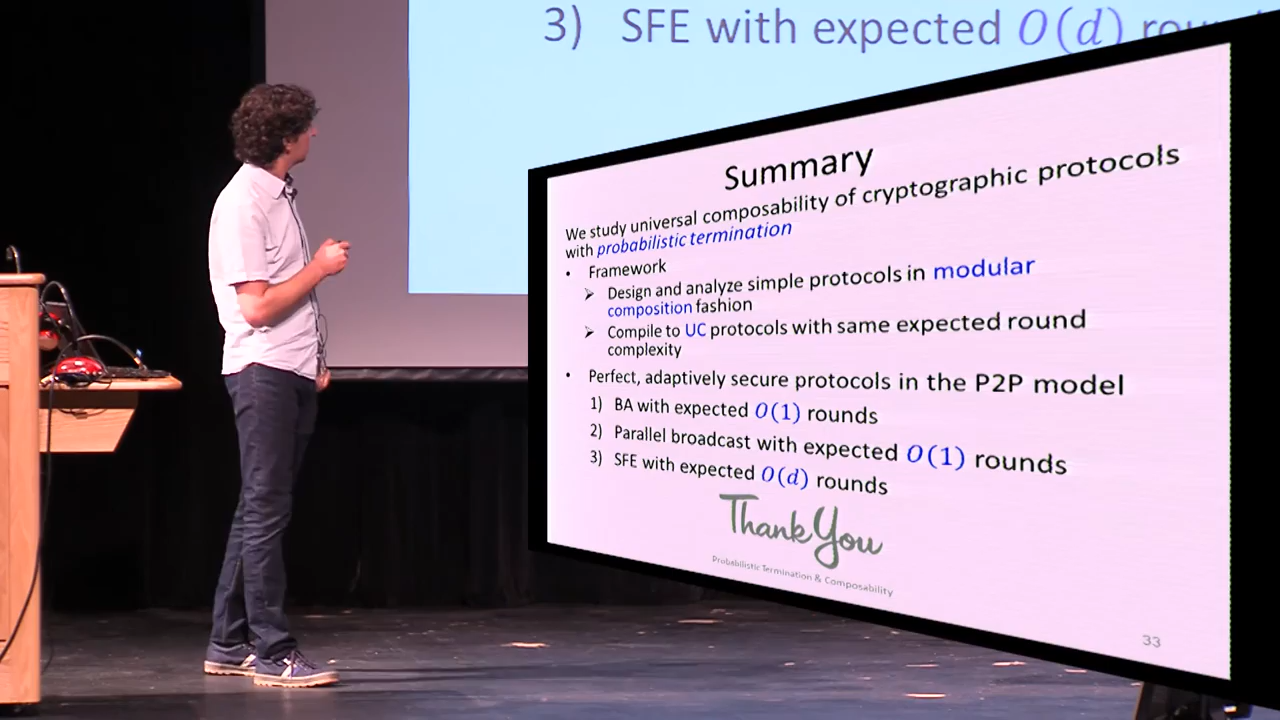 3) SFE with expected O(d) rou
Summary
We study universal composability of cryptographic protocols
with probabilistic termination
• Framework
➢ Design and analyze simple protocols in modular
composition fashion
➢ Compile to UC protocols with same expected round
complexity
• Perfect, adaptively secure protocols in the P2P model
1) BA with expected O(1) rounds
2) Parallel broadcast with expected O(1) rounds
3) SFE with expected O(d) rounds
Thank You
Probabilistic Termination & Composability
33